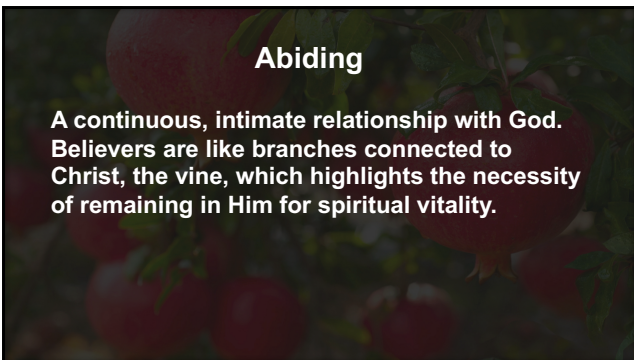 Abiding
A continuous, intimate relationship with God.
Believers are like branches connected to
Christ, the vine, which highlights the necessity
of remaining in Him for spiritual vitality.